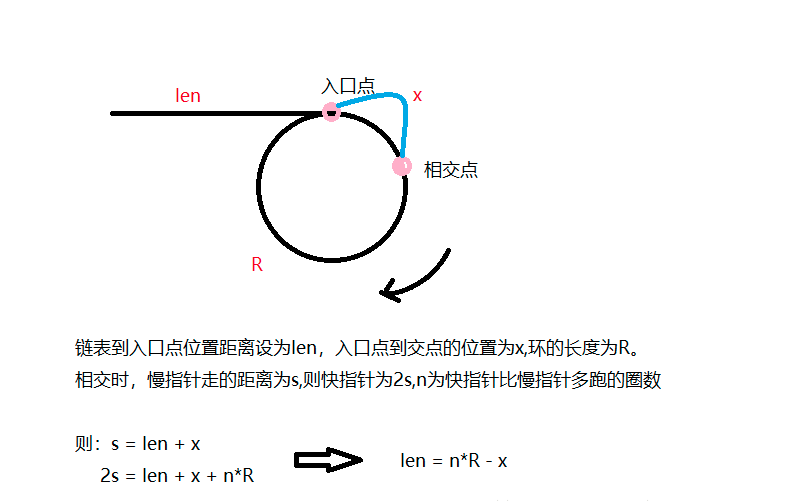 len
入口点
x
相交点
R
链表到入口点位置距离设为len，入口点到交点的位置为x,环的长度为R。
相交时，慢指针走的距离为s,则快指针为2s,n为快指针比慢指针多跑的圈数
则：s = len + x
2s = len + x + n*R
len = n*R - x